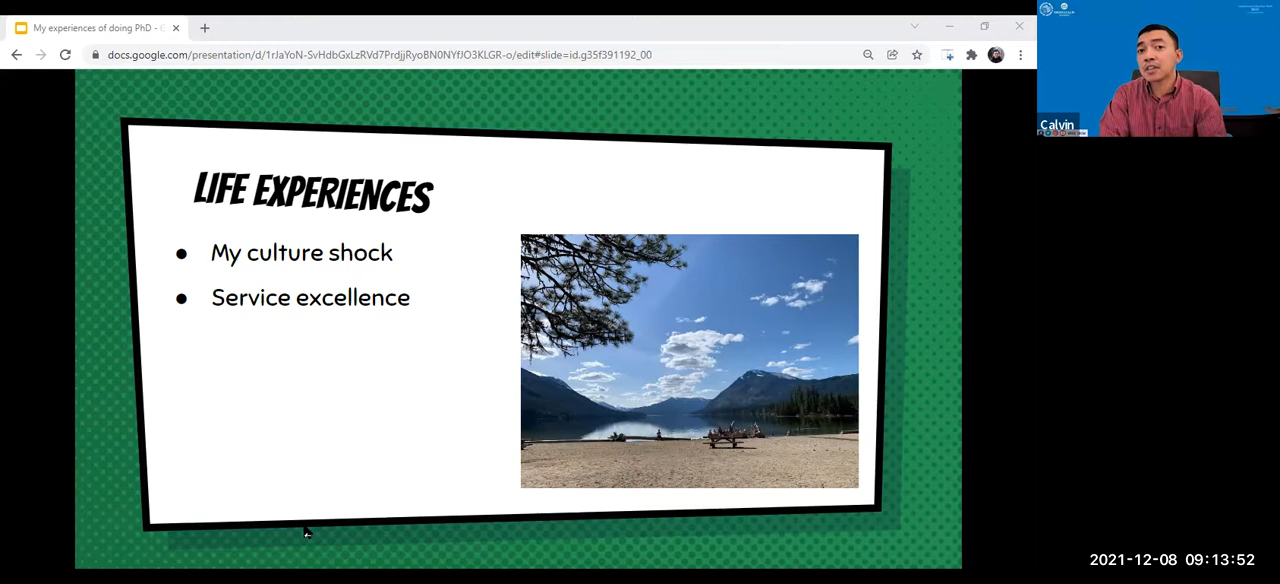 My experiences of doing PhD - G
docs.google.com/presentation/d/1rJaYoN-SvHdbGxLzRVd7PrdjjRyoBN0NYfJO3KLGR-o/edit#slide=id.g35f391192_00
Calvin
LIFE EXPERIENCES
● My culture shock
● Service excellence
2021-12-08 09:13:52